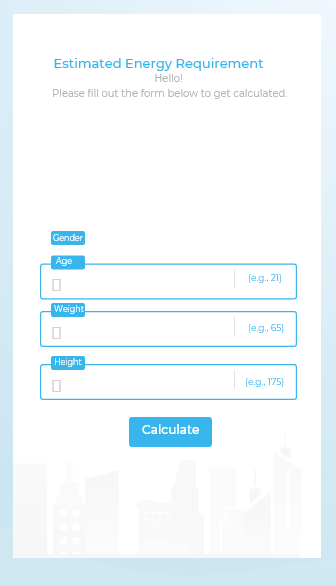 Estimated Energy Requirement
Hello!
Please fill out the form below to get calculated.
Gender
Age
(e.g., 21)
Weight
(e.g., 65)
Height
(e.g., 175)
Calculate